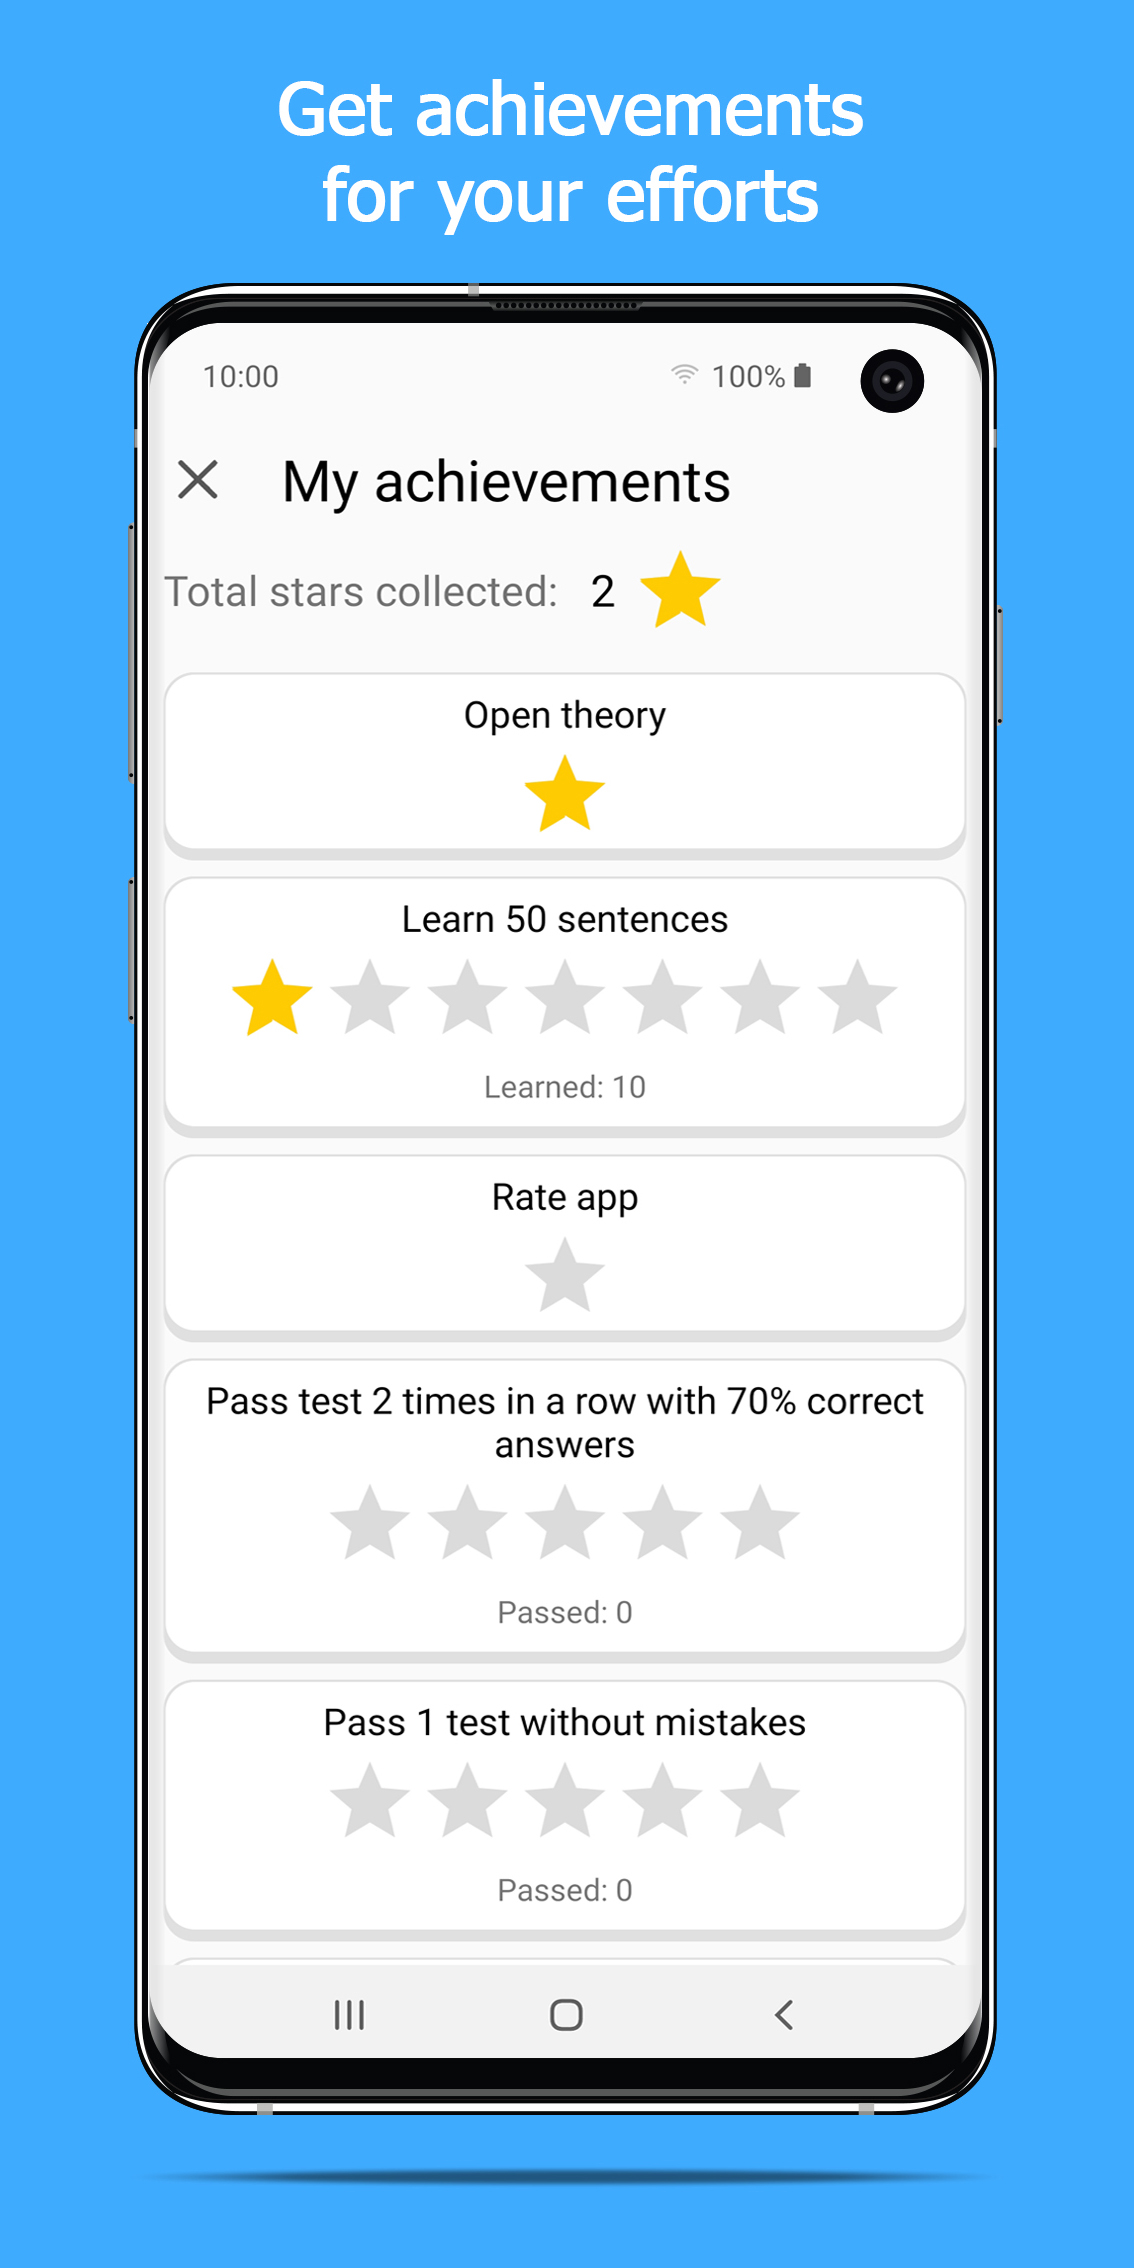 Get achievements
for your efforts
10:00
100%
My achievements
Total stars collected: 2
Open theory
Learn 50 sentences
Learned: 10
Rate app
Pass test 2 times in a row with 70% correct
answers
Passed: 0
Pass 1 test without mistakes
Passed: 0